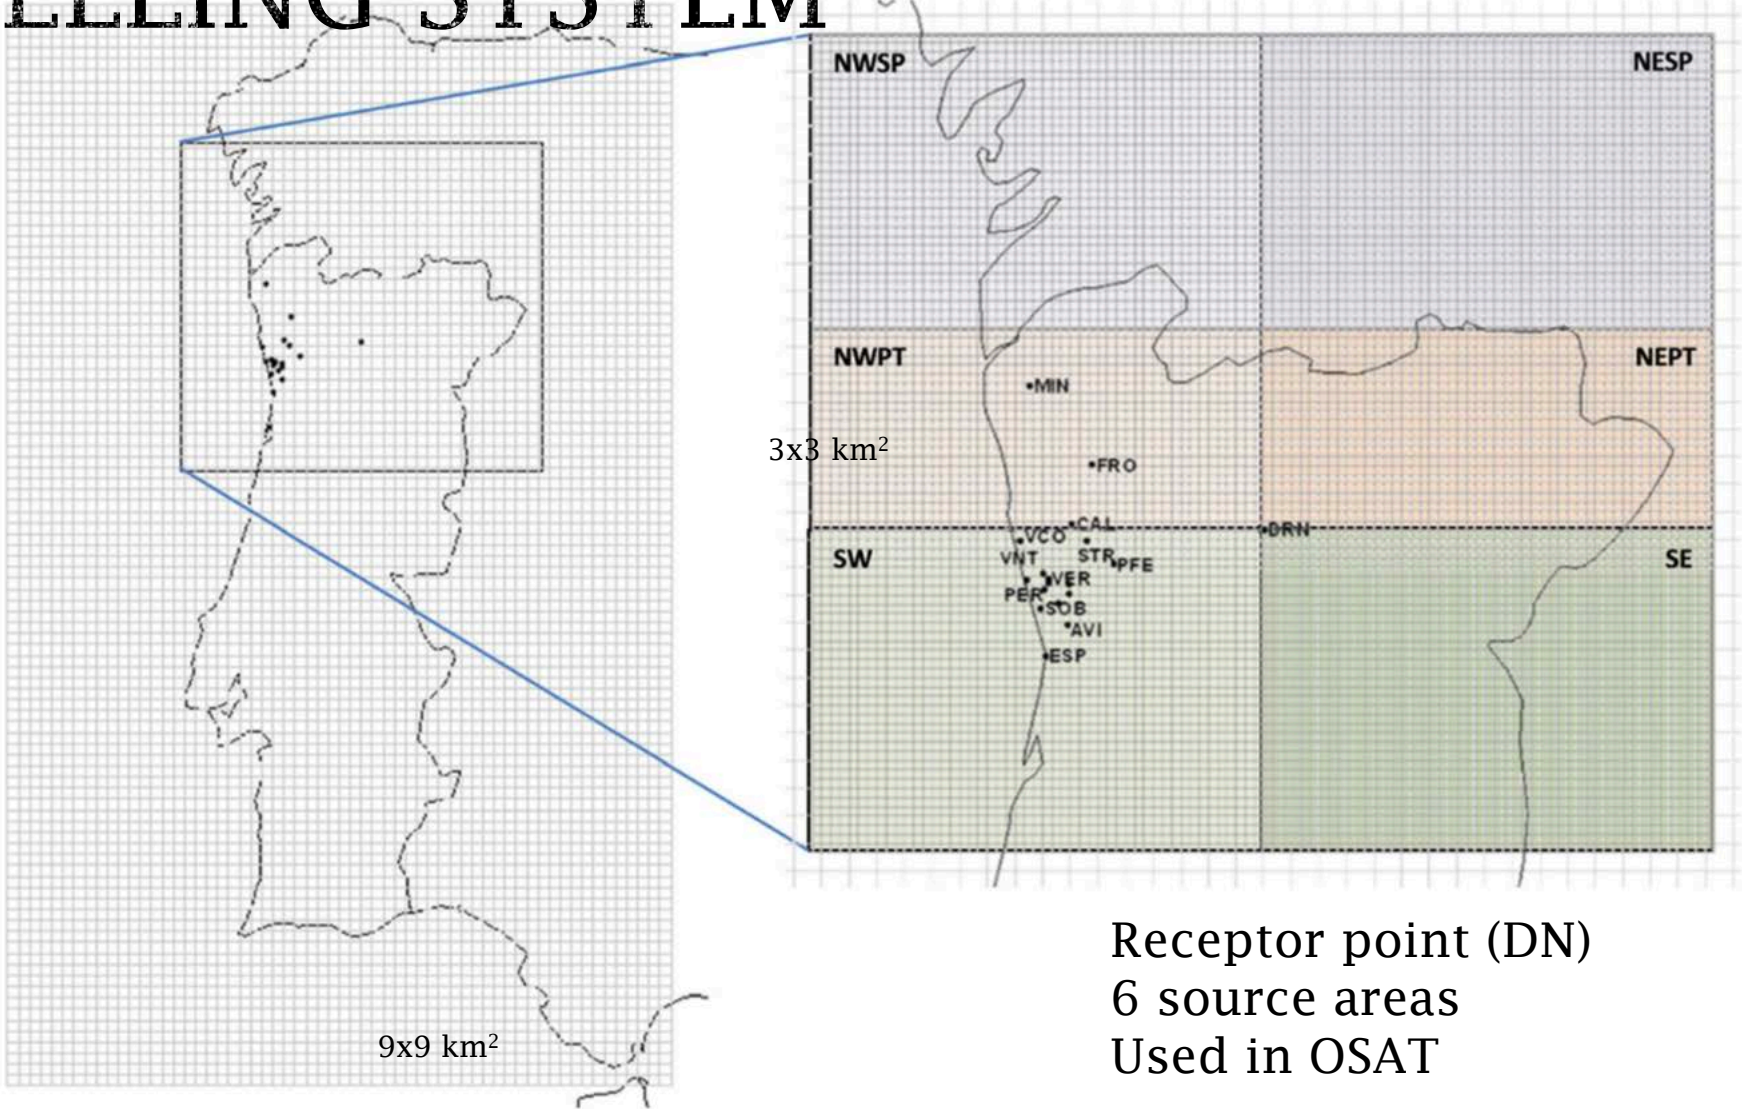 ELLING SYSTEM
NWSP
NESP
NWPT
NEPT
MIN
3x3 km²
FRO
CAL
DRN
VCO
SW
VNT
STR
PFE
SE
VER
PER
SOB
AVI
ESP
Receptor point (DN)
6 source areas
Used in OSAT
9x9 km²